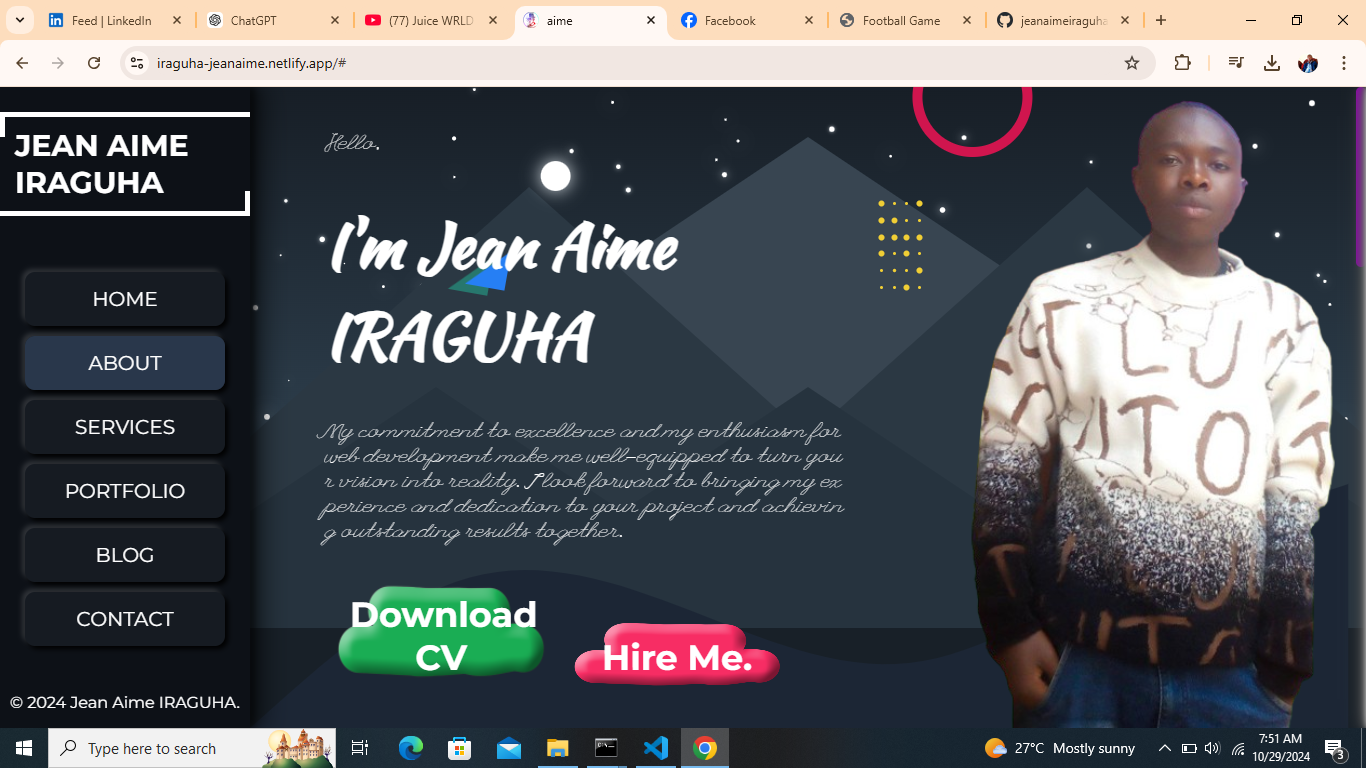 Feed | LinkedIn
ChatGPT
(77) Juice WRLD
aime
Facebook
Football Game
jeanaimeiraguha
iraguha-jeanaime.netlify.app/#
JEAN AIME
IRAGUHA
HOME
ABOUT
SERVICES
PORTFOLIO
BLOG
CONTACT
© 2024 Jean Aime IRAGUHA.
Hello.
I'm Jean Aime
IRAGUHA
My commitment to excellence and my enthusiasm for
web development make me well-equipped to turn you
r vision into reality. I look forward to bringing my ex
perience and dedication to your project and achievin
g outstanding results together.
Download
CV
Hire Me.
Type here to search
27°C Mostly sunny
7:51 AM
10/29/2024
3